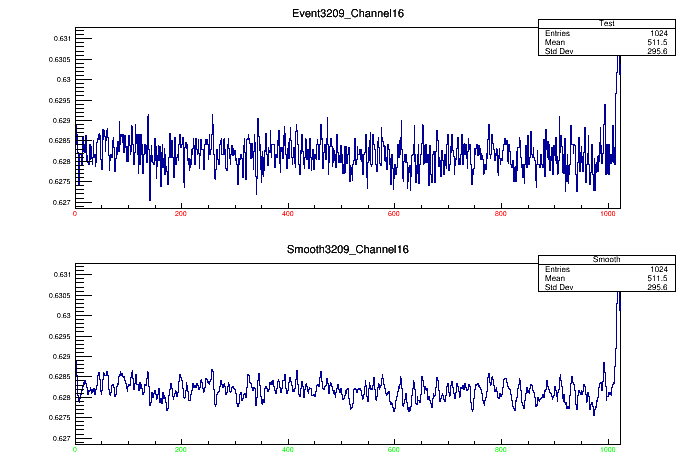 Event3209_Channel16
Test
Entries 1024
Mean 511.5
Std Dev 295.6
0.631
0.6305
0.63
0.6295
0.629
0.6285
0.628
0.6275
0.627
0 200 400 600 800 1000
Smooth3209_Channel16
Smooth
Entries 1024
Mean 511.5
Std Dev 295.6
0.631
0.6305
0.63
0.6295
0.629
0.6285
0.628
0.6275
0.627
0 200 400 600 800 1000